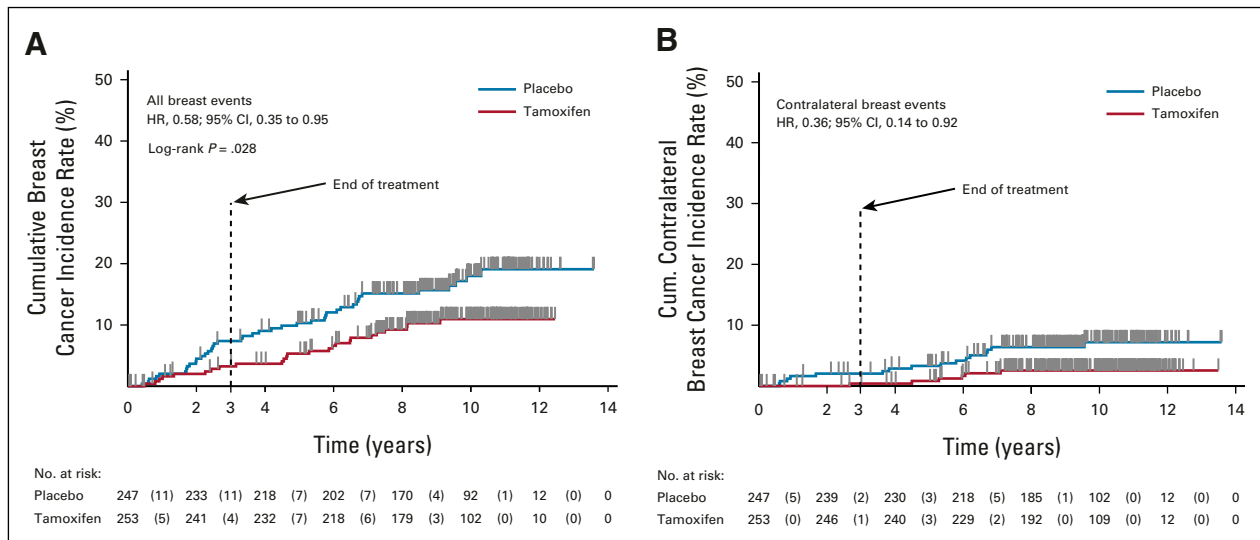 A
Cumulative Breast
Cancer Incidence Rate (%)
50
40
30
20
10
All breast events
HR, 0.58; 95% CI, 0.35 to 0.95
Log-rank P = .028
Placebo
Tamoxifen
End of treatment
0 2 3 4 6 8 10 12 14
Time (years)
No. at risk:
Placebo 247 (11) 233 (11) 218 (7) 202 (7) 170 (4) 92 (1) 12 (0) 0
Tamoxifen 253 (5) 241 (4) 232 (7) 218 (6) 179 (3) 102 (0) 10 (0) 0
B
Cum. Contralateral
Breast Cancer Incidence Rate (%)
50
40
30
20
10
Contralateral breast events
HR, 0.36; 95% CI, 0.14 to 0.92
Placebo
Tamoxifen
End of treatment
0 2 3 4 6 8 10 12 14
Time (years)
No. at risk:
Placebo 247 (5) 239 (2) 230 (3) 218 (5) 185 (1) 102 (0) 12 (0) 0
Tamoxifen 253 (0) 246 (1) 240 (3) 229 (2) 192 (0) 109 (0) 12 (0) 0